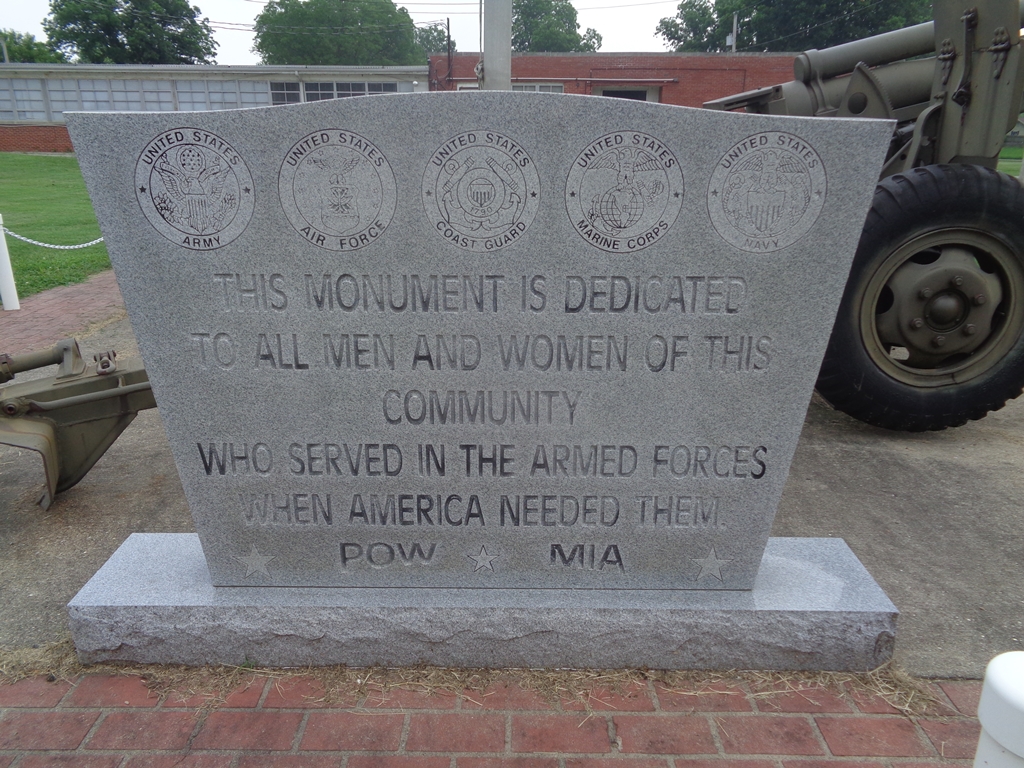 UNITED STATES ARMY
UNITED STATES AIR FORCE
UNITED STATES COAST GUARD 1790
UNITED STATES MARINE CORPS
UNITED STATES NAVY
THIS MONUMENT IS DEDICATED
TO ALL MEN AND WOMEN OF THIS
COMMUNITY
WHO SERVED IN THE ARMED FORCES
WHEN AMERICA NEEDED THEM.
POW MIA